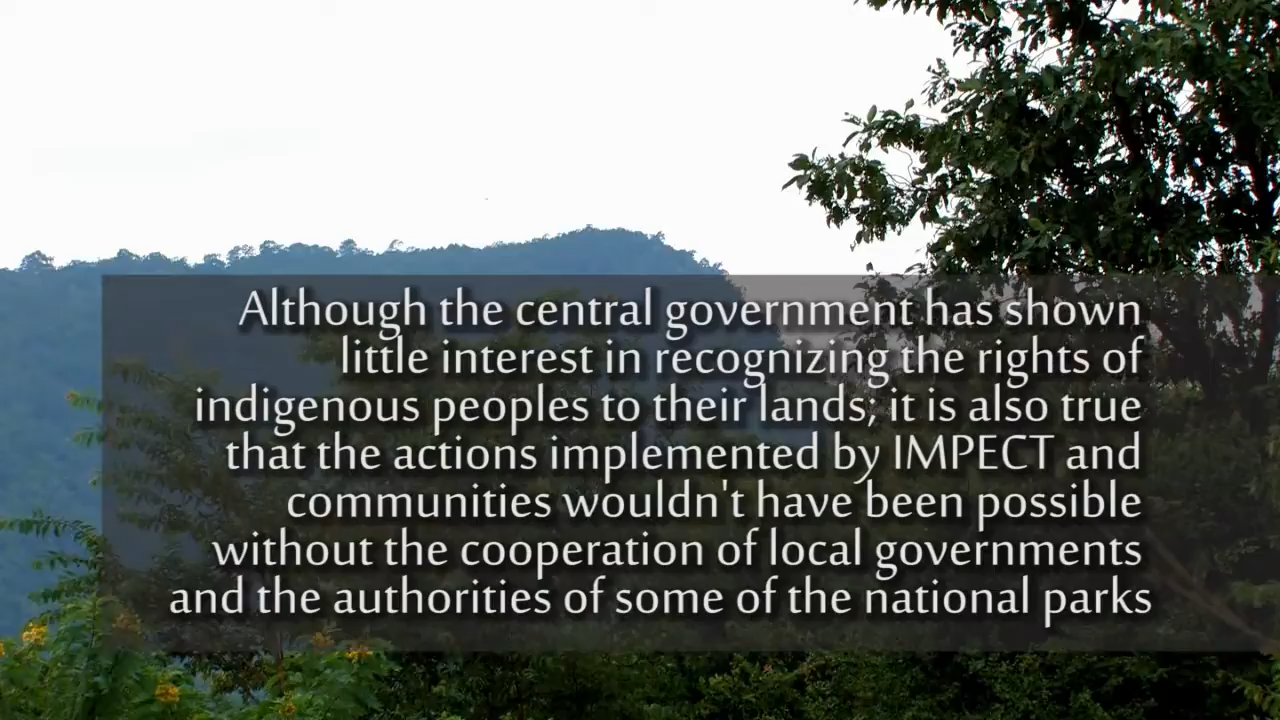 Although the central government has shown
little interest in recognizing the rights of
indigenous peoples to their lands; it is also true
that the actions implemented by IMPECT and
communities wouldn't have been possible
without the cooperation of local governments
and the authorities of some of the national parks